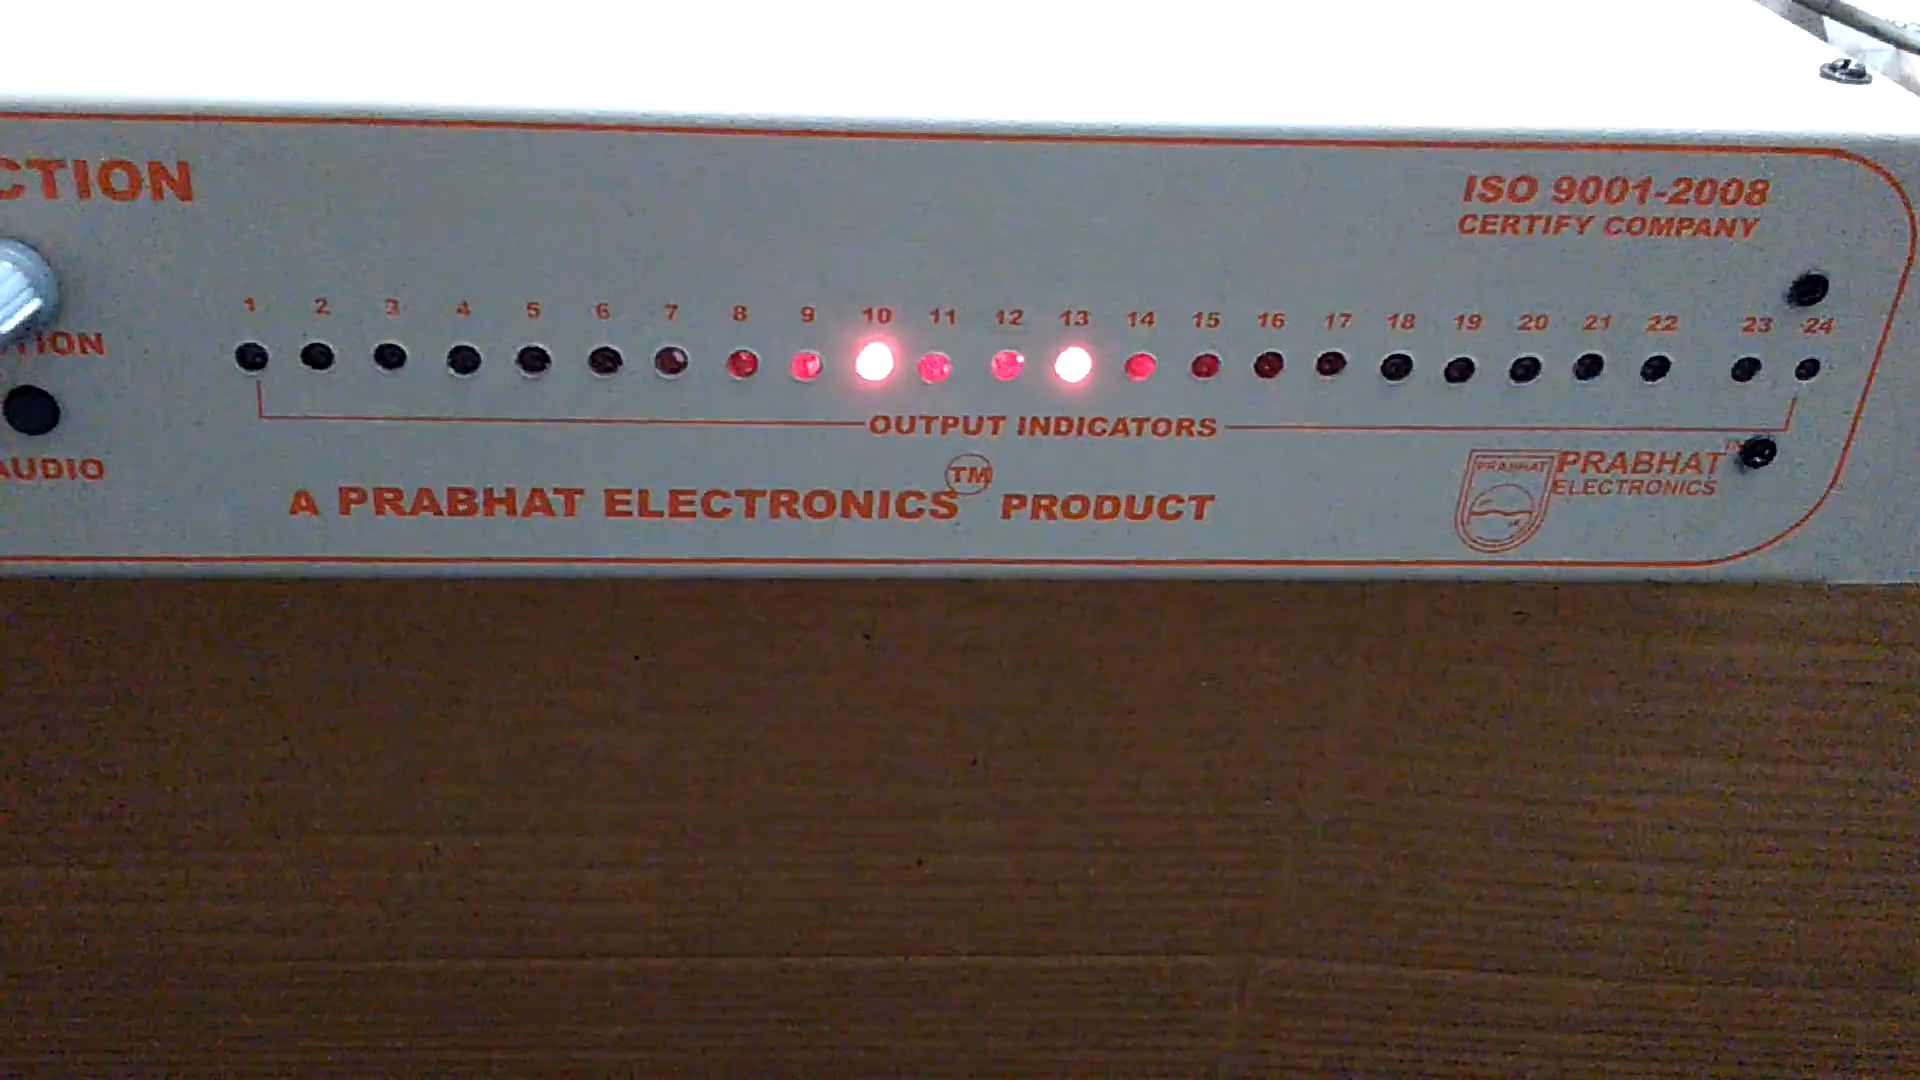 CTION
ISO 9001-2008
CERTIFY COMPANY
1 2 3 4 5 6 7 8 9 10 11 12 13 14 15 16 17 18 19 20 21 22 23 24
TION
OUTPUT INDICATORS
AUDIO
A PRABHAT ELECTRONICS TM PRODUCT
PRABHAT
PRABHAT
ELECTRONICS